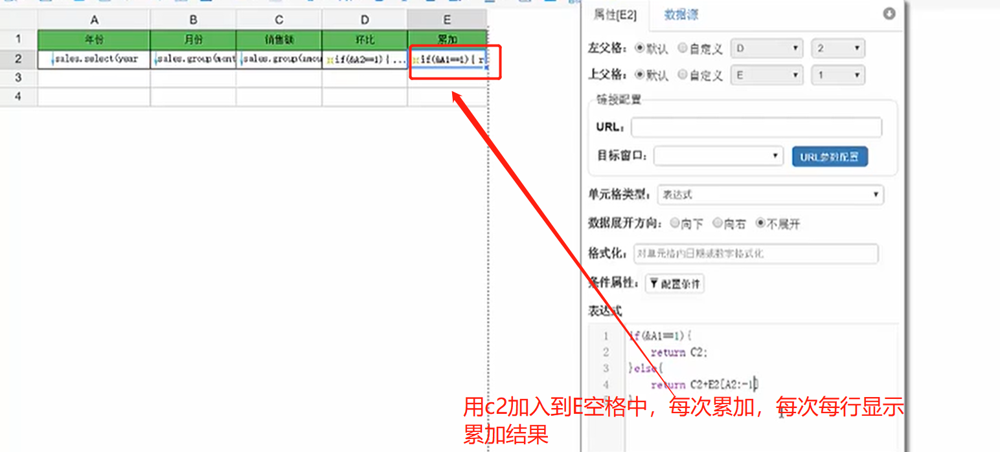 属性[E2] 数据源
A B C D E
1 年份 月份 销售额 环比 累加
2 sales.select(year sales.group(mont sales.group(amou if(&A2==1){ ... if(&A1==1){ r
3
4
左父格： 默认 自定义 D 2
上父格： 默认 自定义 E 1
链接配置
URL：
目标窗口： URL参数配置
单元格类型： 表达式
数据展开方向： 向下 向右 不展开
格式化： 对单元格内日期或数字格式化
条件属性： 配置条件
表达式
1 if(&A1==1){
2 return C2;
3 }else{
4 return C2+E2[A2:-1]
}
用c2加入到E空格中，每次累加，每次每行显示
累加结果